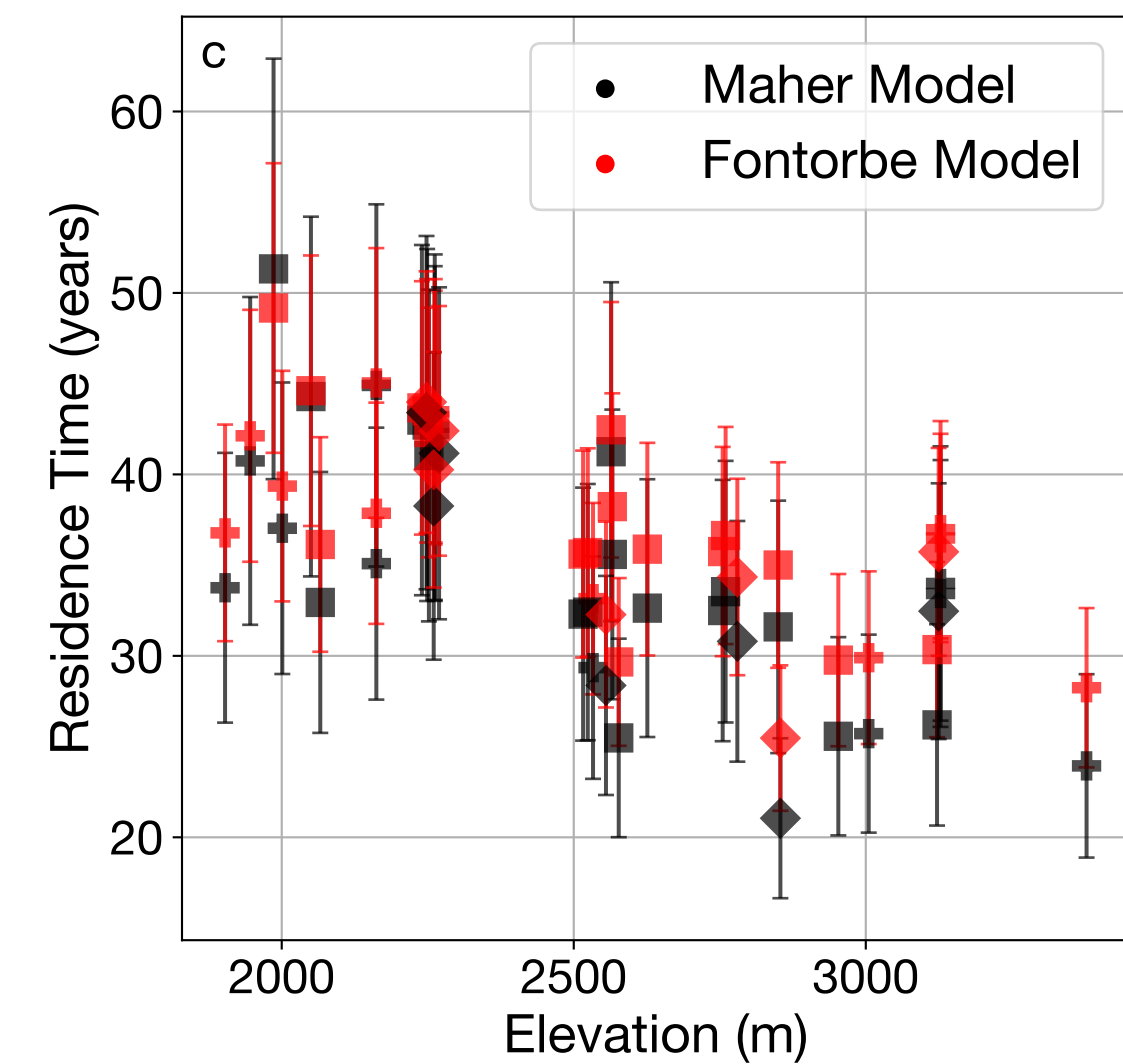 c
Maher Model
Fontorbe Model
60
50
40
30
20
Residence Time (years)
2000 2500 3000
Elevation (m)